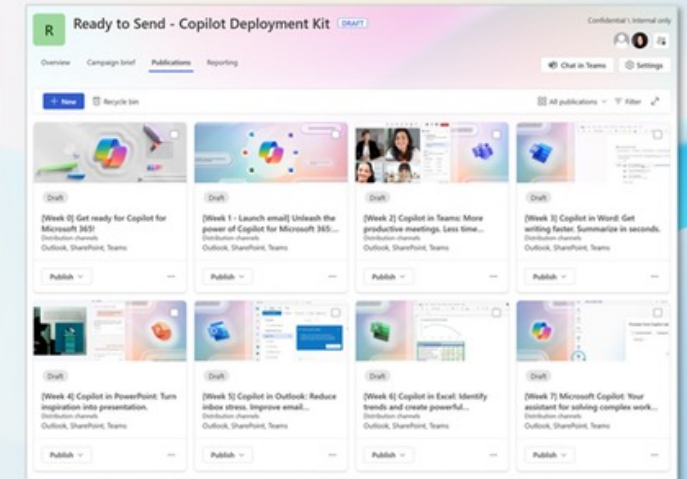 R
Ready to Send - Copilot Deployment Kit DRAFT
Confidential \ Internal only
Overview Campaign brief Publications Reporting
Chat in Teams Settings
+ New Recycle bin
All publications Filter
Draft
[Week 0] Get ready for Copilot for
Microsoft 365!
Distribution channels
Outlook, SharePoint, Teams
Publish
Draft
[Week 1 - Launch email] Unleash the
power of Copilot for Microsoft 365:...
Distribution channels
Outlook, SharePoint, Teams
Publish
Draft
[Week 2] Copilot in Teams: More
productive meetings. Less time...
Distribution channels
Outlook, SharePoint, Teams
Publish
Draft
[Week 3] Copilot in Word: Get
writing faster. Summarize in seconds.
Distribution channels
Outlook, SharePoint, Teams
Publish
Draft
[Week 4] Copilot in PowerPoint: Turn
inspiration into presentation.
Distribution channels
Outlook, SharePoint, Teams
Publish
Draft
[Week 5] Copilot in Outlook: Reduce
inbox stress. Improve email...
Distribution channels
Outlook, SharePoint, Teams
Publish
Draft
[Week 6] Copilot in Excel: Identify
trends and create powerful...
Distribution channels
Outlook, SharePoint, Teams
Publish
Draft
[Week 7] Microsoft Copilot: Your
assistant for solving complex work...
Distribution channels
Outlook, SharePoint, Teams
Publish